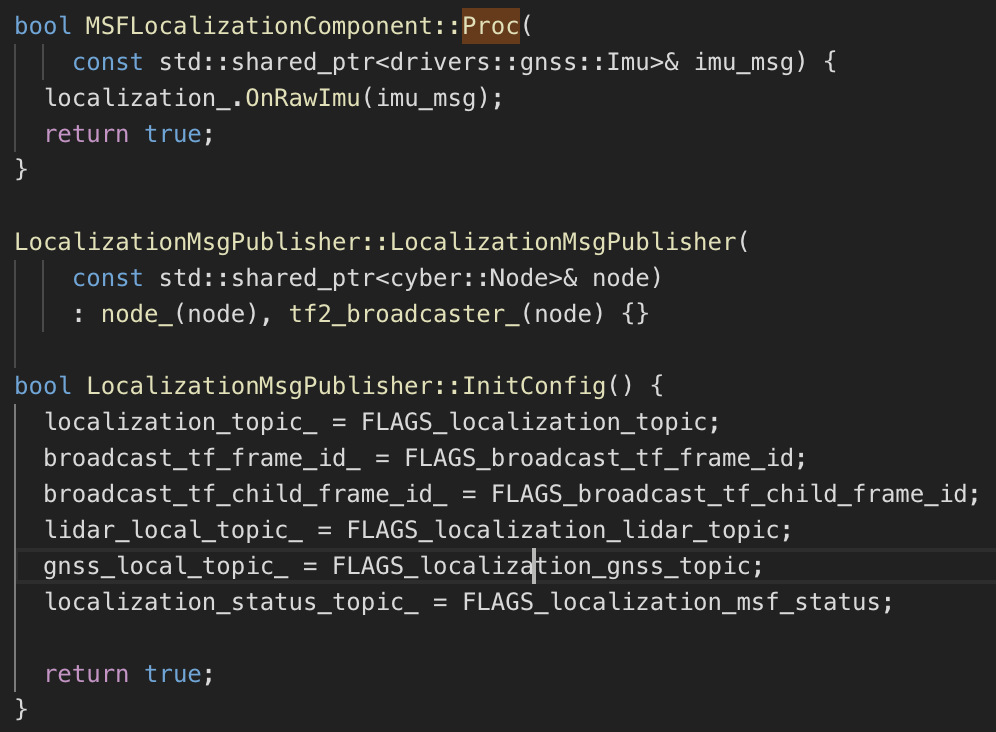 bool MSFLocalizationComponent::Proc(
const std::shared_ptr<drivers::gnss::Imu>& imu_msg) {
localization_.OnRawImu(imu_msg);
return true;
}
LocalizationMsgPublisher::LocalizationMsgPublisher(
const std::shared_ptr<cyber::Node>& node)
: node_(node), tf2_broadcaster_(node) {}
bool LocalizationMsgPublisher::InitConfig() {
localization_topic_ = FLAGS_localization_topic;
broadcast_tf_frame_id_ = FLAGS_broadcast_tf_frame_id;
broadcast_tf_child_frame_id_ = FLAGS_broadcast_tf_child_frame_id;
lidar_local_topic_ = FLAGS_localization_lidar_topic;
gnss_local_topic_ = FLAGS_localization_gnss_topic;
localization_status_topic_ = FLAGS_localization_msf_status;
return true;
}